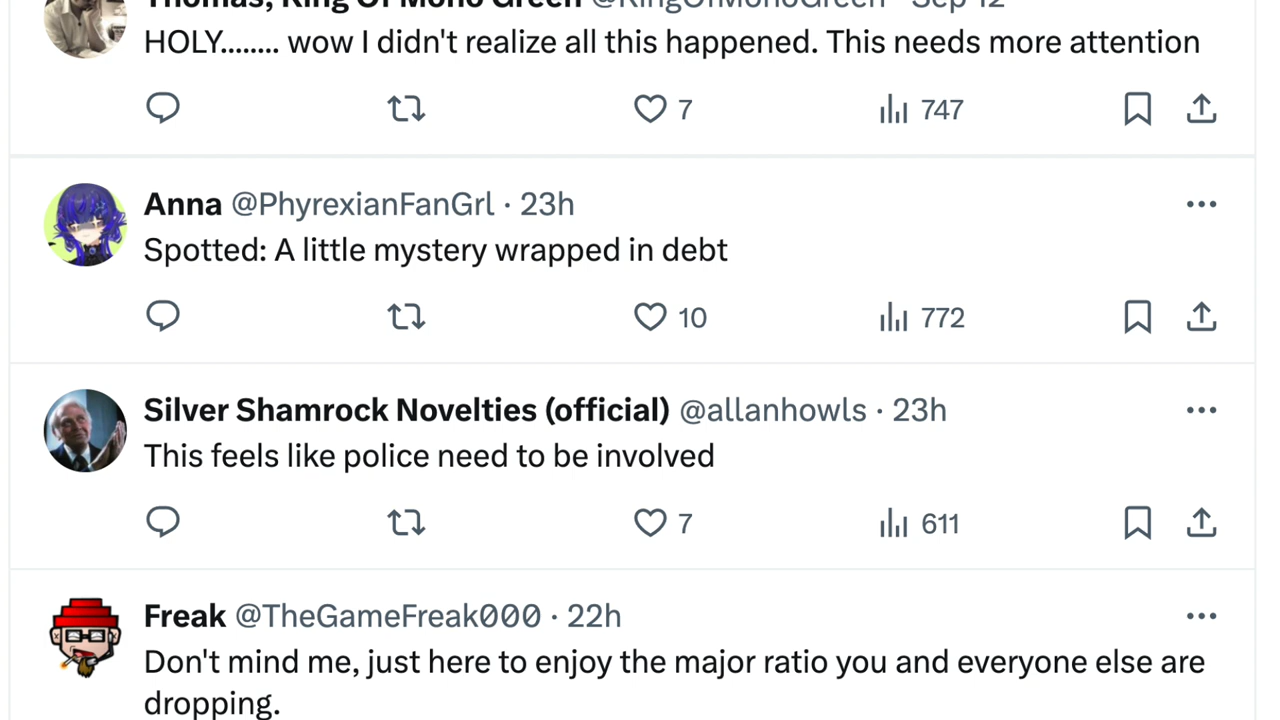 Thomas, King Of Mono Green @KingOfMonoGreen · Sep 12
HOLY........ wow I didn't realize all this happened. This needs more attention
7 747
Anna @PhyrexianFanGrl · 23h
Spotted: A little mystery wrapped in debt
10 772
Silver Shamrock Novelties (official) @allanhowls · 23h
This feels like police need to be involved
7 611
Freak @TheGameFreak000 · 22h
Don't mind me, just here to enjoy the major ratio you and everyone else are
dropping.